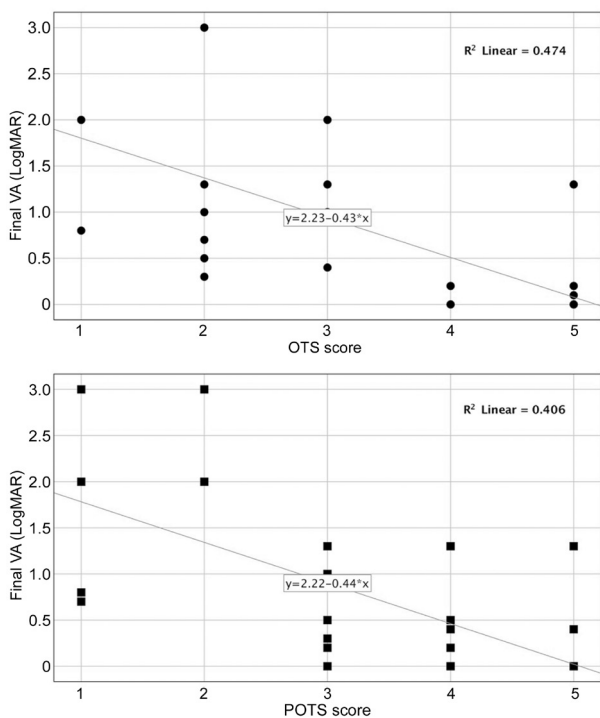 3.0
R² Linear = 0.474
2.5
2.0
1.5
1.0
y=2.23-0.43*x
0.5
0
Final VA (LogMAR)
1 2 3 4 5
OTS score
3.0
R² Linear = 0.406
2.5
2.0
1.5
1.0
y=2.22-0.44*x
0.5
0
Final VA (LogMAR)
1 2 3 4 5
POTS score